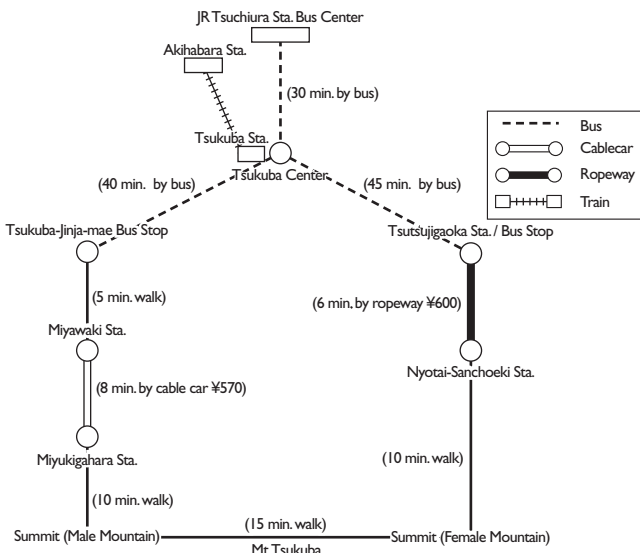 JR Tsuchiura Sta. Bus Center
Akihabara Sta.
(30 min. by bus)
Bus
Cablecar
Ropeway
Train
Tsukuba Sta.
Tsukuba Center
(40 min. by bus)
(45 min. by bus)
Tsukuba-Jinja-mae Bus Stop
Tsutsujigaoka Sta. / Bus Stop
(5 min. walk)
(6 min. by ropeway ¥600)
Miyawaki Sta.
Nyotai-Sanchoeki Sta.
(8 min. by cable car ¥570)
Miyukigahara Sta.
(10 min. walk)
(10 min. walk)
(15 min. walk)
Summit (Male Mountain)
Summit (Female Mountain)
Mt Tsukuba